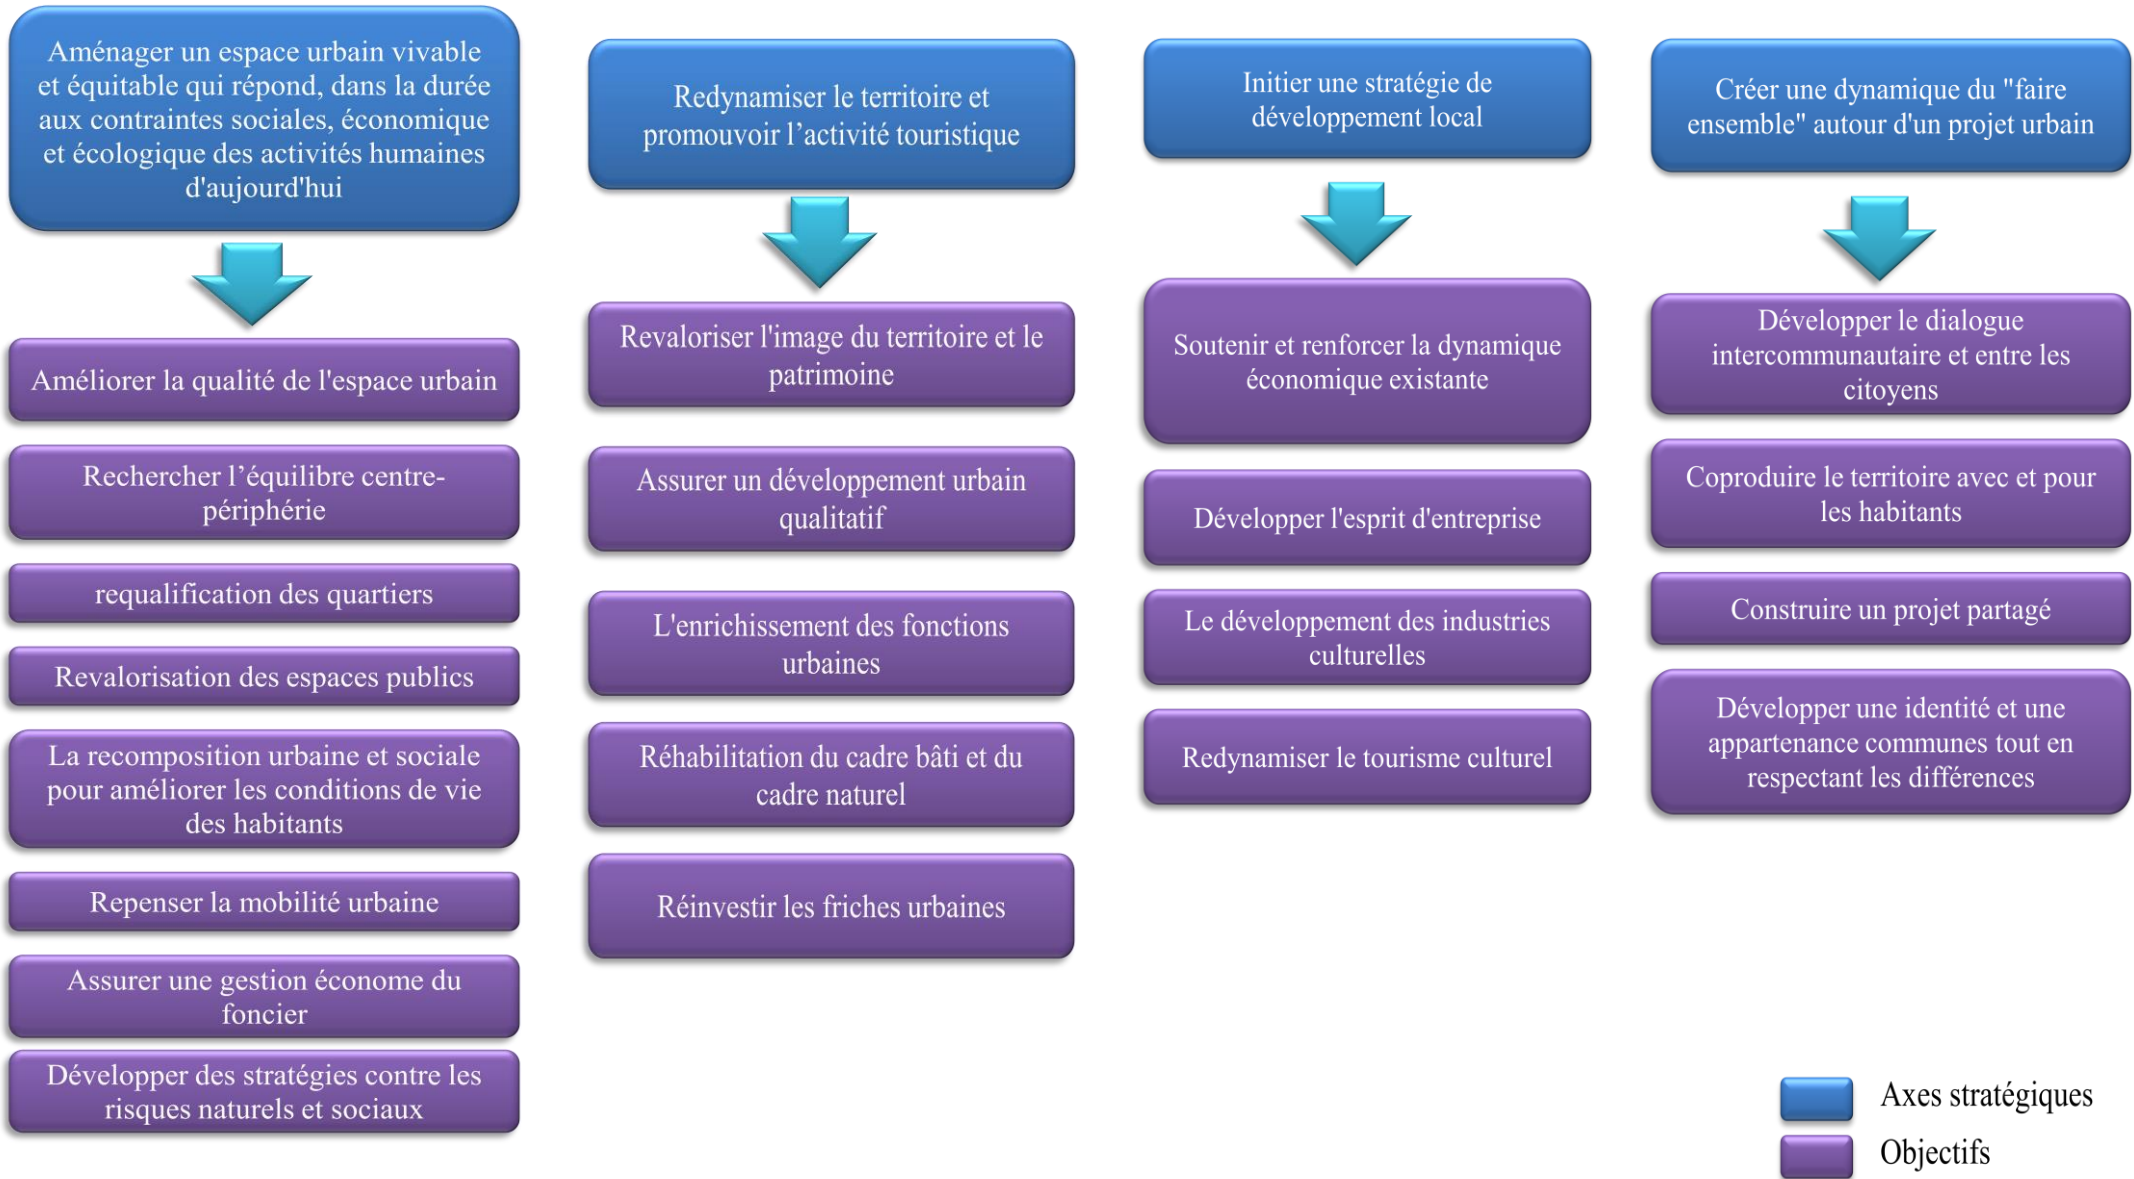 Aménager un espace urbain vivable
et équitable qui répond, dans la durée
aux contraintes sociales, économique
et écologique des activités humaines
d'aujourd'hui
Améliorer la qualité de l'espace urbain
Rechercher l’équilibre centre-
périphérie
requalification des quartiers
Revalorisation des espaces publics
La recomposition urbaine et sociale
pour améliorer les conditions de vie
des habitants
Repenser la mobilité urbaine
Assurer une gestion économe du
foncier
Développer des stratégies contre les
risques naturels et sociaux
Redynamiser le territoire et
promouvoir l’activité touristique
Revaloriser l'image du territoire et le
patrimoine
Assurer un développement urbain
qualitatif
L'enrichissement des fonctions
urbaines
Réhabilitation du cadre bâti et du
cadre naturel
Réinvestir les friches urbaines
Initier une stratégie de
développement local
Soutenir et renforcer la dynamique
économique existante
Développer l'esprit d'entreprise
Le développement des industries
culturelles
Redynamiser le tourisme culturel
Créer une dynamique du "faire
ensemble" autour d'un projet urbain
Développer le dialogue
intercommunautaire et entre les
citoyens
Coproduire le territoire avec et pour
les habitants
Construire un projet partagé
Développer une identité et une
appartenance communes tout en
respectant les différences
Axes stratégiques
Objectifs